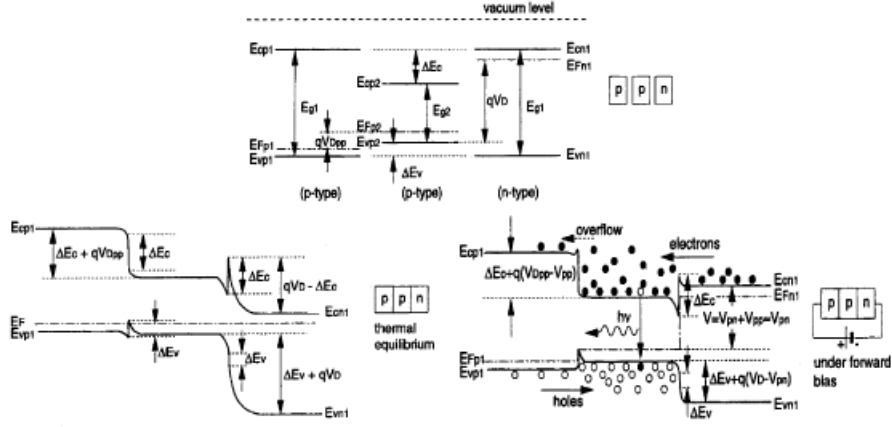 vacuum level
Ecp1
ΔEc
Ecn1
EFn1
Ecp2
Eg1
Eg2
qVD
Eg1
p p n
EFp2
EFp1
qVDpp
Evp2
Evp1
Evn1
ΔEv
(p-type)
(p-type)
(n-type)
Ecp1
ΔEc + qVDpp
ΔEc
ΔEc
qVD - ΔEc
Ecn1
p p n
thermal
equilibrium
EF
Evp1
ΔEv
ΔEv
ΔEv + qVD
Evn1
overflow
electrons
Ecp1
ΔEc+q(VDpp-Vpp)
Ecn1
EFn1
ΔEc
V=Vpn+Vpp=Vpn
hν
p p n
+ -
under forward
bias
EFp1
Evp1
ΔEv+q(VD-Vpn)
holes
ΔEv
Evn1